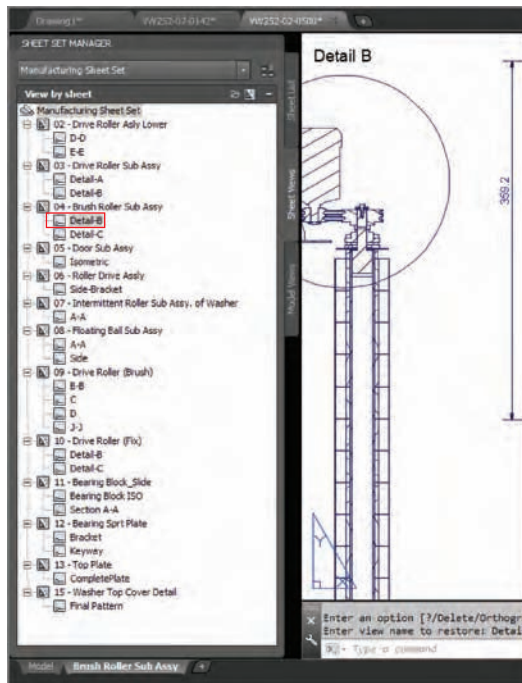 Drawing1*
VW252-07-0142*
VW252-02-0500*
SHEET SET MANAGER
Manufacturing Sheet Set
View by sheet
Manufacturing Sheet Set
02 - Drive Roller Asly Lower
D-D
E-E
03 - Drive Roller Sub Assy
Detail-A
Detail-B
04 - Brush Roller Sub Assy
Detail-B
Detail-C
05 - Door Sub Assy
Isometric
06 - Roller Drive Assly
Side-Bracket
07 - Intermittent Roller Sub Assy. of Washer
A-A
08 - Floating Ball Sub Assy
A-A
Side
09 - Drive Roller (Brush)
B-B
C
D
J-J
10 - Drive Roller (Fix)
Detail-B
Detail-C
11 - Bearing Block_Slide
Bearing Block ISO
Section A-A
12 - Bearing Sprt Plate
Bracket
Keyway
13 - Top Plate
CompletePlate
15 - Washer Top Cover Detail
Final Pattern
Sheet List
Sheet Views
Model Views
Detail B
359.2
Y
X
Enter an option [?/Delete/Orthogr
Enter view name to restore: Detai
Type a command
Model
Brush Roller Sub Assy